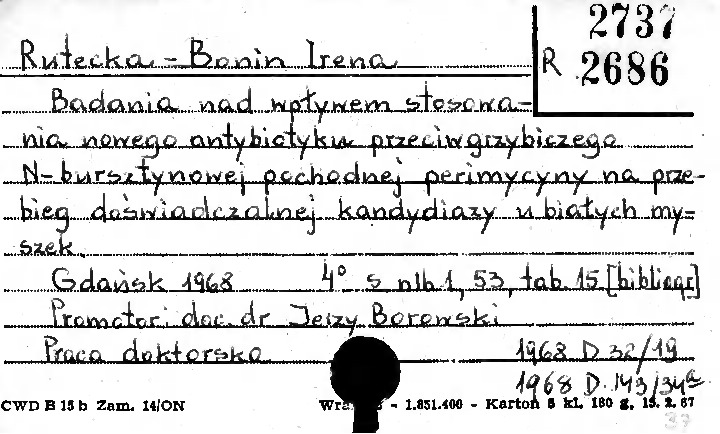 2737
R 2686
Rutecka-Bonin Irena
Badania nad wpływem stosowa-
nia nowego antybiotyku przeciwgrzybiczego
N-bursztynowej pochodnej perimycyny na prze-
bieg doświadczalnej kandydiazy u białych my=
szek.
Gdańsk 1968 4° s nlb.1, 53, tab. 15 [bibliogr]
Promotor: doc. dr Jerzy Borowski
Praca doktorska 1968 D 32/19
1968 D. 143/34a
CWD B 15 b Zam. 14/ON - 1.851.400 - Karton 5 kl. 180 g, 15. 2. 67
37